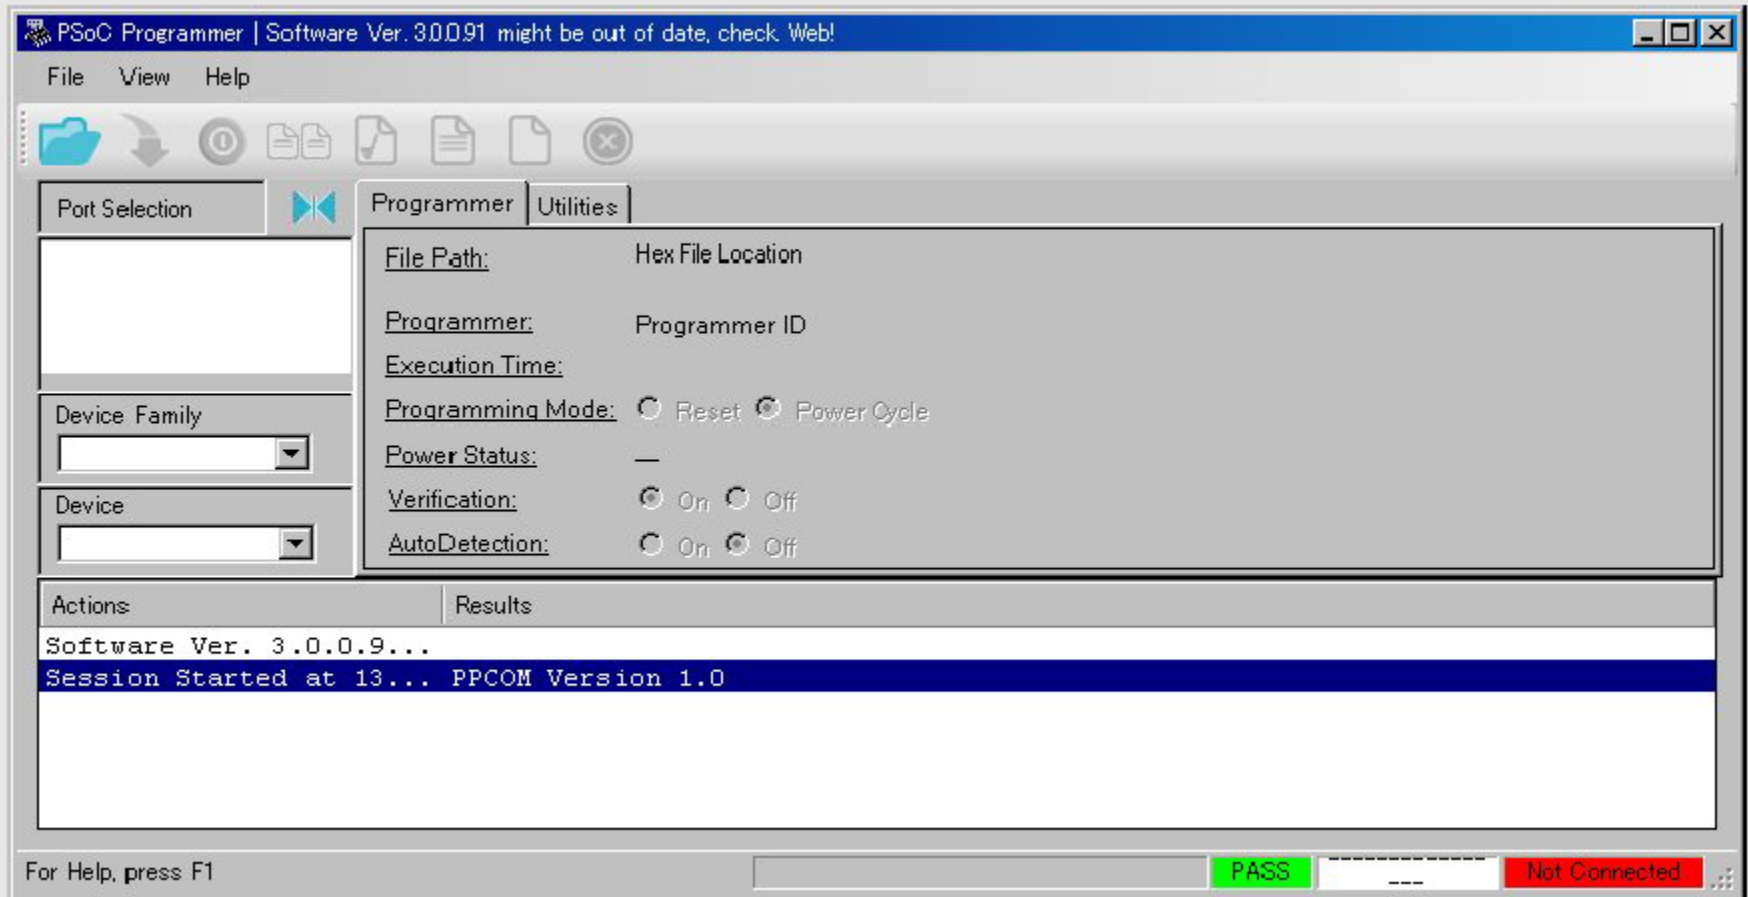 PSoC Programmer | Software Ver. 3.0.0.91 might be out of date, check Web!
File View Help
Port Selection
Programmer Utilities
File Path: Hex File Location
Programmer: Programmer ID
Execution Time:
Programming Mode: Reset Power Cycle
Device Family
Power Status: —
Verification: On Off
Device
AutoDetection: On Off
Actions Results
Software Ver. 3.0.0.9...
Session Started at 13... PPCOM Version 1.0
For Help, press F1 PASS Not Connected